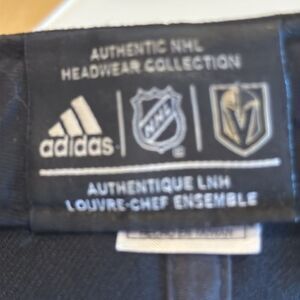 AUTHENTIC NHL
HEADWEAR COLLECTION
adidas
NHL
AUTHENTIQUE LNH
LOUVRE-CHEF ENSEMBLE